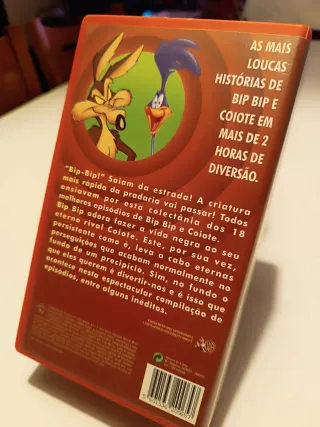 AS MAIS
LOUCAS
HISTÓRIAS DE
BIP BIP E
COIOTE EM
MAIS DE 2
HORAS DE
DIVERSÃO.
"Bip-Bip!" Saiam da estrada! A criatura
mais rápida da pradaria vai passar! Todos
ansiavam por esta colectânia dos 18
melhores episódios de Bip Bip e Coiote.
Bip Bip adora fazer a vida negra ao seu
eterno rival Coiote. Este, por sua vez,
persistente como é, leva a cabo eternas
perseguições que acabam normalmente no
fundo de um precipício. Sim, no fundo o
que eles querem é divertir-nos e é isso que
acontece nesta espectacular compilação de
episódios, entre alguns inéditos.